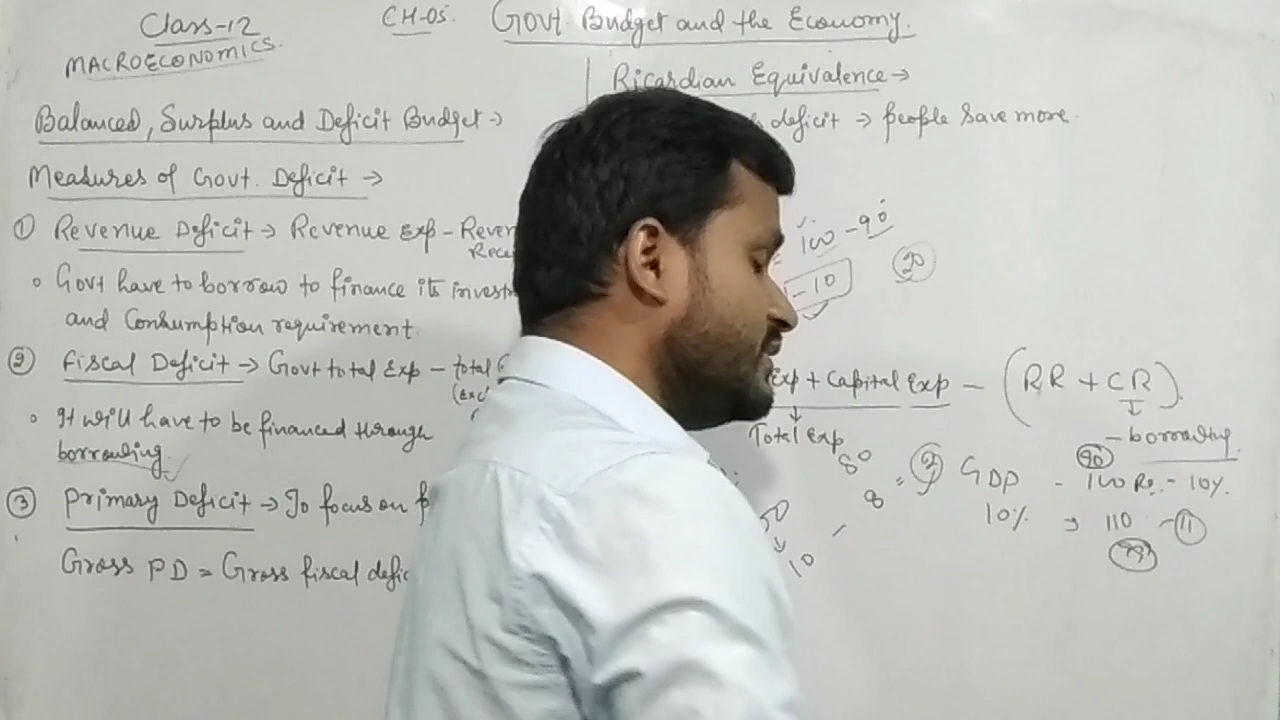 Class-12
CH-05.
Govt. Budget and the Economy.
MACROECONOMICS.
Ricardian Equivalence →
Balanced, Surplus and Deficit Budget →
deficit → people save more.
Measures of Govt. Deficit →
① Revenue Deficit → Revenue Exp - Reven
Rece
= 100 - 90
- 10
20
• Govt have to borrow to finance its invest
and Consumption requirement.
② Fiscal Deficit → Govt total Exp - total
(Exc
Exp + Capital Exp - (RR + CR)
Total Exp
- borrowing
• It will have to be financed through
borrowing.
90
GDP - 100 Rs. - 10%.
10% → 110 - 11
③ Primary Deficit → To focus on p
10 - 8 =
Gross PD = Gross fiscal defic